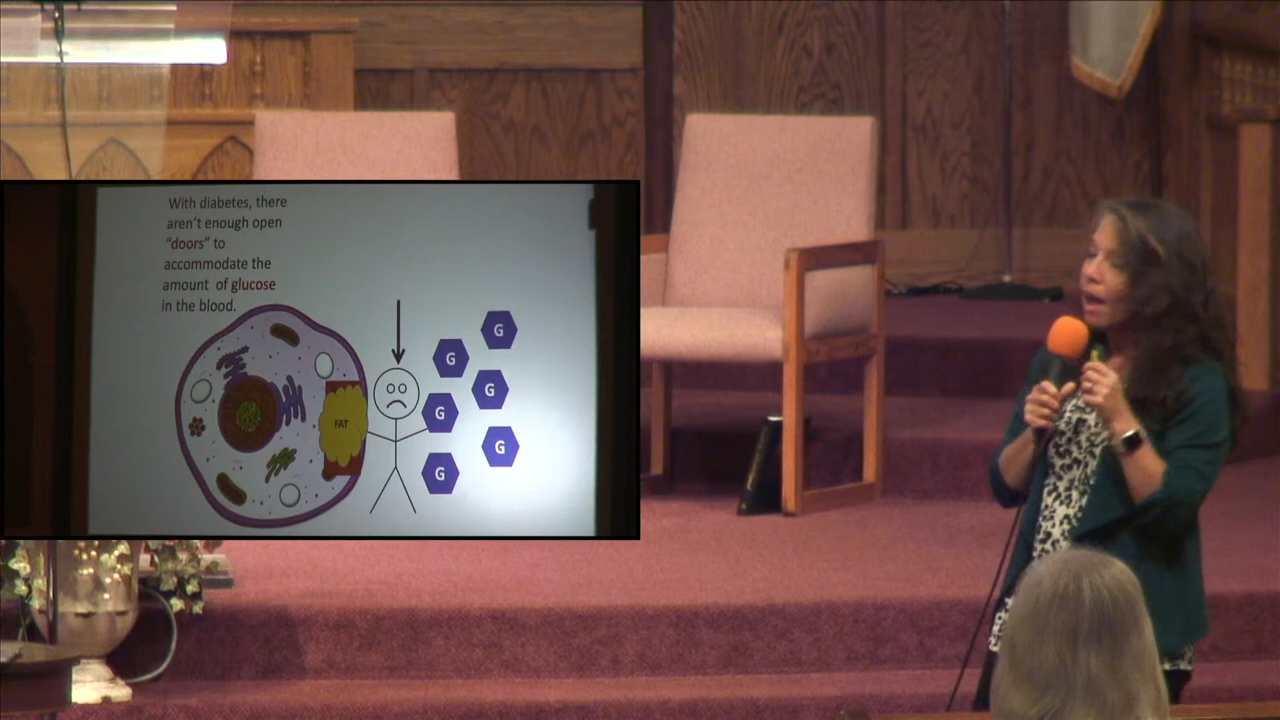 With diabetes, there
aren't enough open
"doors" to
accommodate the
amount of glucose
in the blood.
G
G
G
G
FAT
G
G